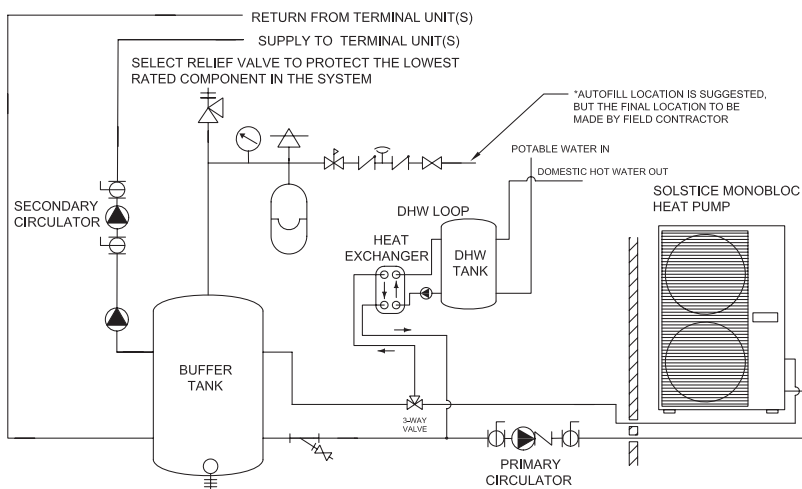 RETURN FROM TERMINAL UNIT(S)
SUPPLY TO TERMINAL UNIT(S)
SELECT RELIEF VALVE TO PROTECT THE LOWEST
RATED COMPONENT IN THE SYSTEM
*AUTOFILL LOCATION IS SUGGESTED,
BUT THE FINAL LOCATION TO BE
MADE BY FIELD CONTRACTOR
POTABLE WATER IN
DOMESTIC HOT WATER OUT
SOLSTICE MONOBLOC
HEAT PUMP
SECONDARY
CIRCULATOR
DHW LOOP
HEAT
EXCHANGER
DHW
TANK
BUFFER
TANK
3-WAY
VALVE
PRIMARY
CIRCULATOR